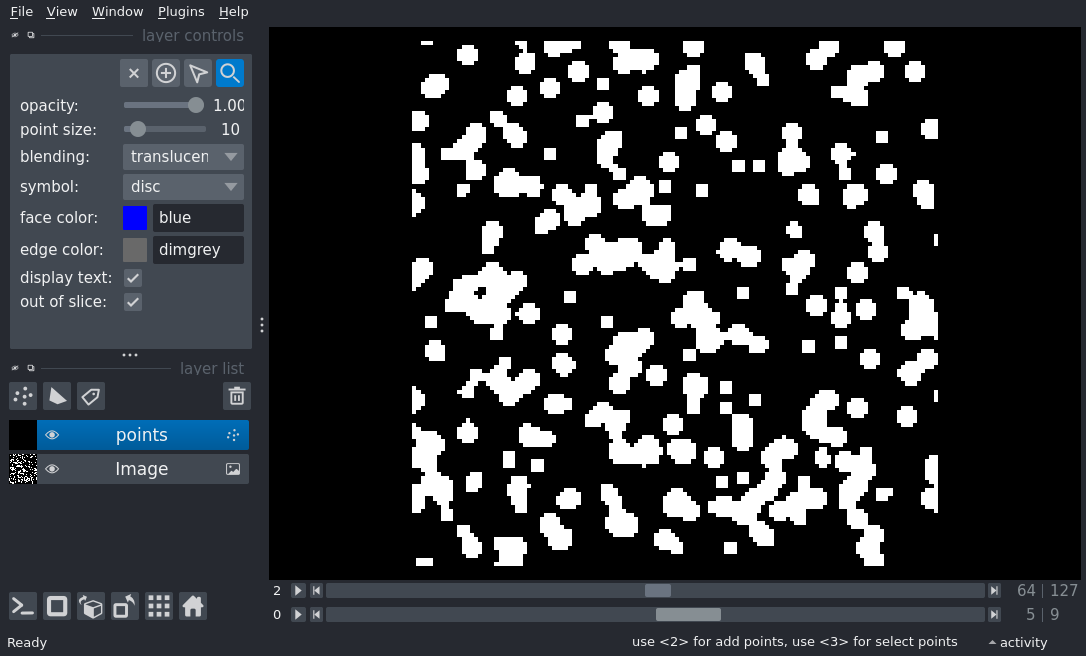 File View Window Plugins Help
layer controls
opacity: 1.00
point size: 10
blending: translucen
symbol: disc
face color: blue
edge color: dimgrey
display text:
out of slice:
layer list
points
Image
2 64 127
0 5 9
Ready use <2> for add points, use <3> for select points activity